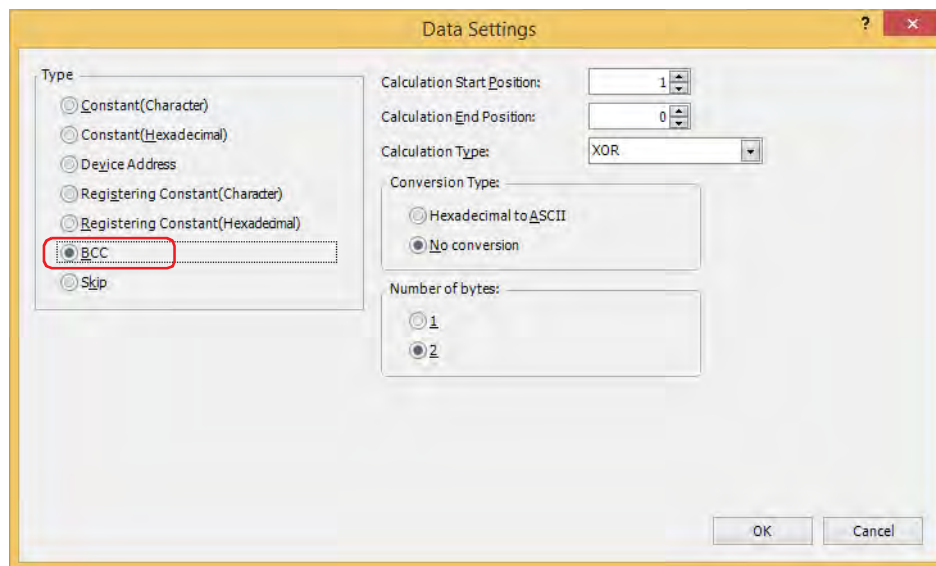 Data Settings
?
×
Type
Constant(Character)
Constant(Hexadecimal)
Device Address
Registering Constant(Character)
Registering Constant(Hexadecimal)
BCC
Skip
Calculation Start Position:
1
Calculation End Position:
0
Calculation Type:
XOR
Conversion Type:
Hexadecimal to ASCII
No conversion
Number of bytes:
1
2
OK
Cancel